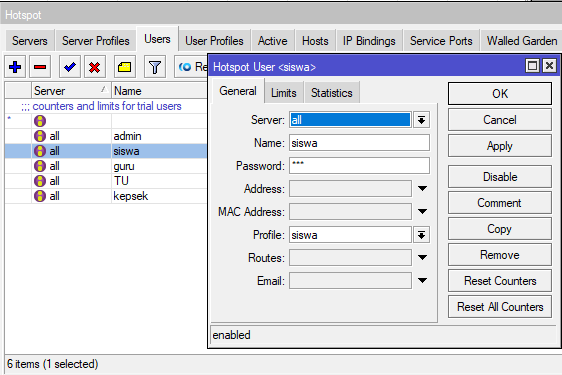 Hotspot
Servers Server Profiles Users User Profiles Active Hosts IP Bindings Service Ports Walled Garden
Server Name
;;; counters and limits for trial users
*
all admin
all siswa
all guru
all TU
all kepsek
6 items (1 selected)
Hotspot User <siswa>
General Limits Statistics
Server: all
Name: siswa
Password: ***
Address:
MAC Address:
Profile: siswa
Routes:
Email:
OK
Cancel
Apply
Disable
Comment
Copy
Remove
Reset Counters
Reset All Counters
enabled